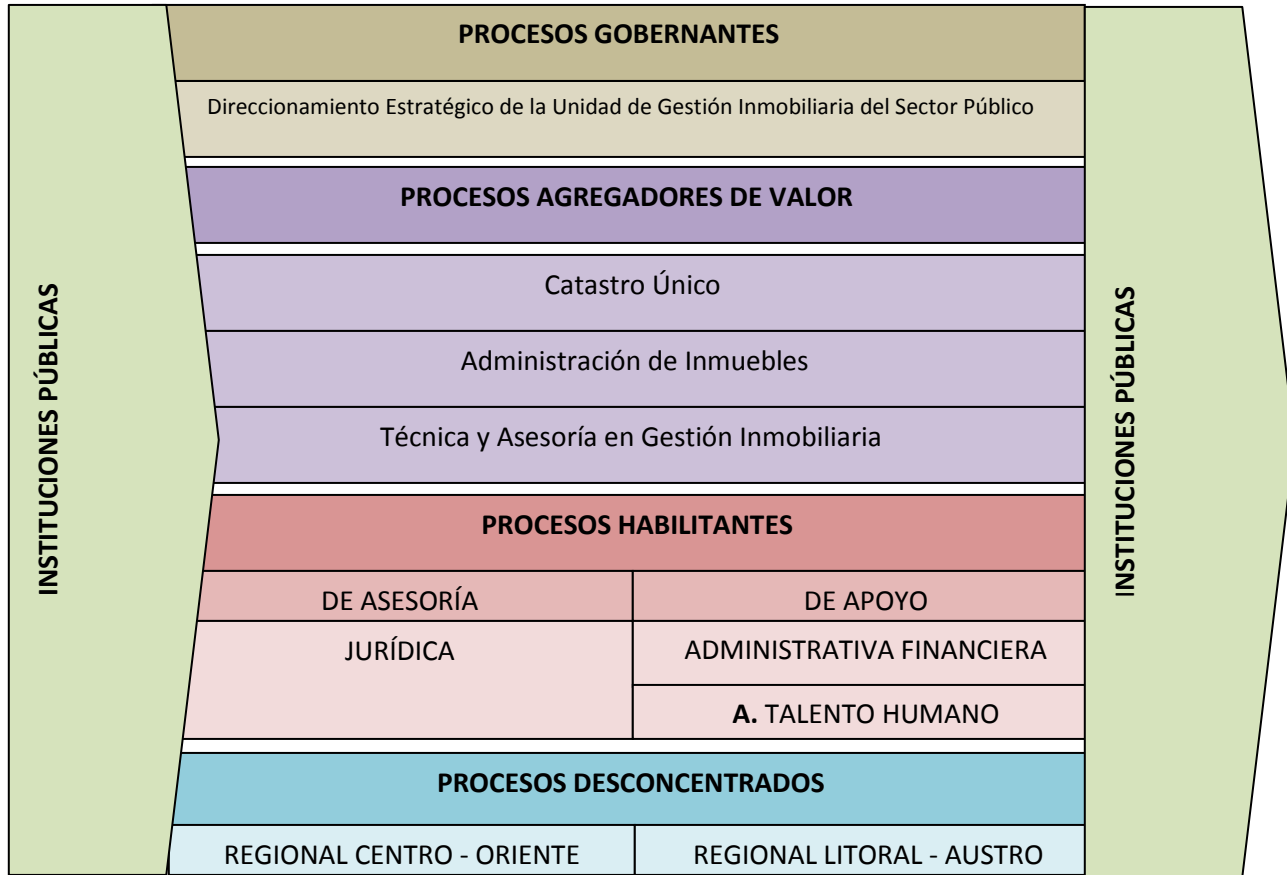 INSTITUCIONES PÚBLICAS
PROCESOS GOBERNANTES
Direccionamiento Estratégico de la Unidad de Gestión Inmobiliaria del Sector Público
PROCESOS AGREGADORES DE VALOR
Catastro Único
Administración de Inmuebles
Técnica y Asesoría en Gestión Inmobiliaria
PROCESOS HABILITANTES
DE ASESORÍA
DE APOYO
JURÍDICA
ADMINISTRATIVA FINANCIERA
A. TALENTO HUMANO
PROCESOS DESCONCENTRADOS
REGIONAL CENTRO - ORIENTE
REGIONAL LITORAL - AUSTRO
INSTITUCIONES PÚBLICAS